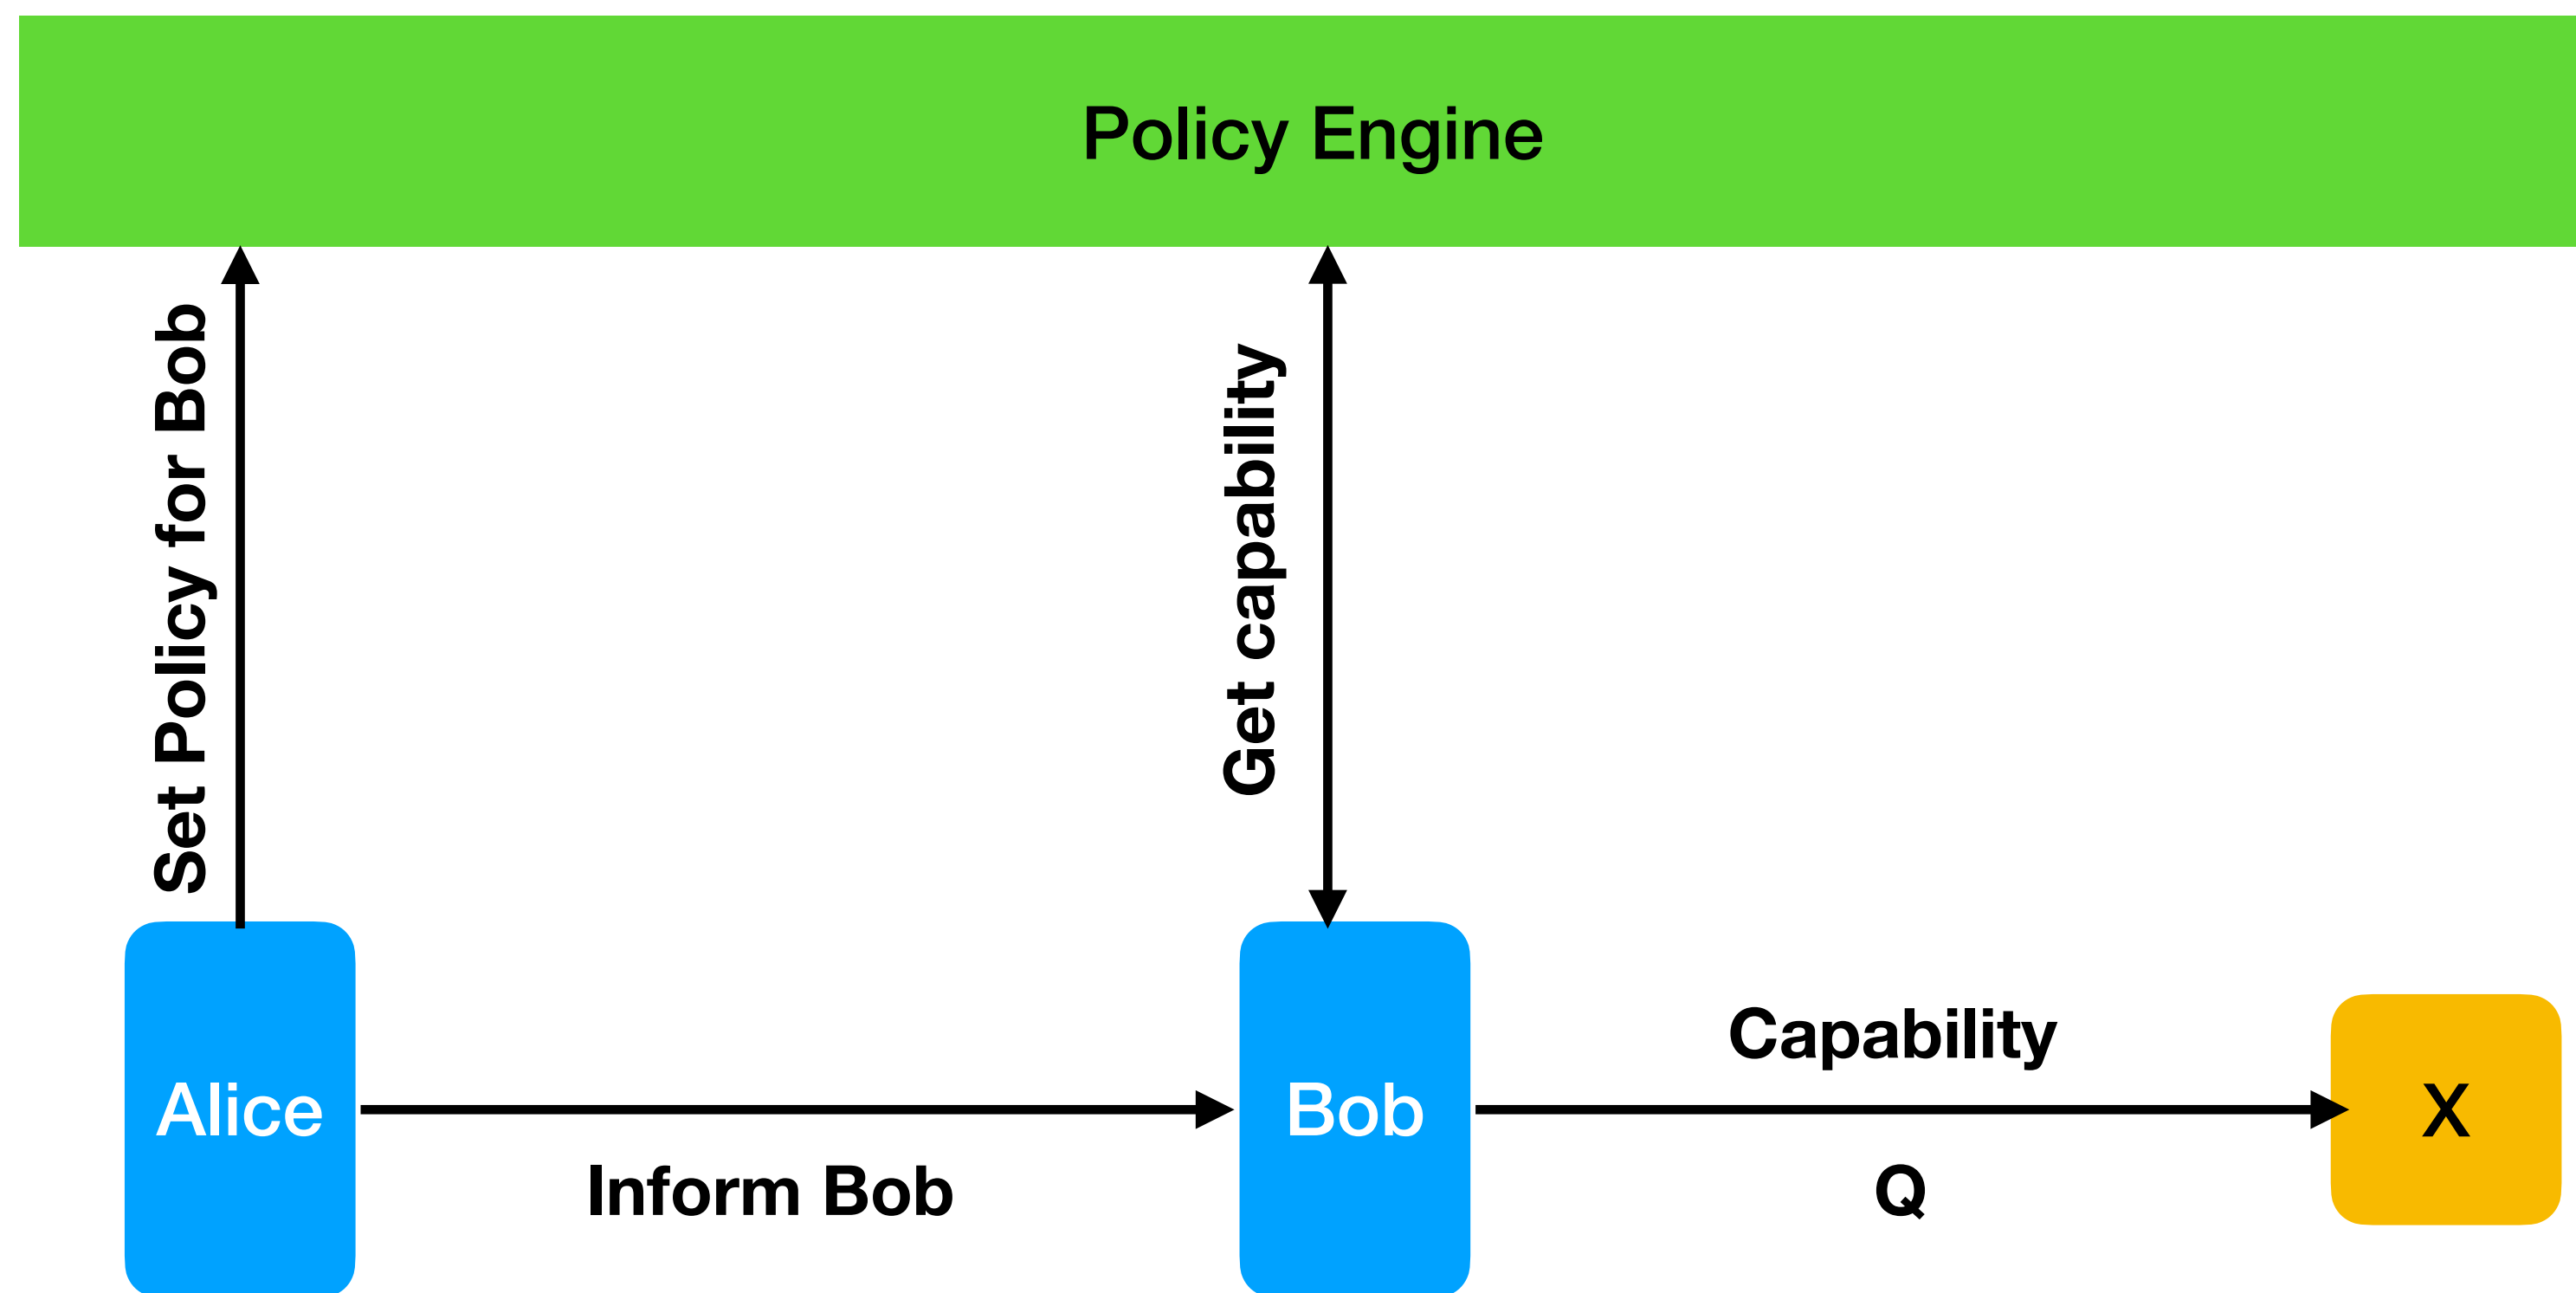 Policy Engine
Set Policy for Bob
Get capability
Alice
Inform Bob
Bob
Capability
Q
X